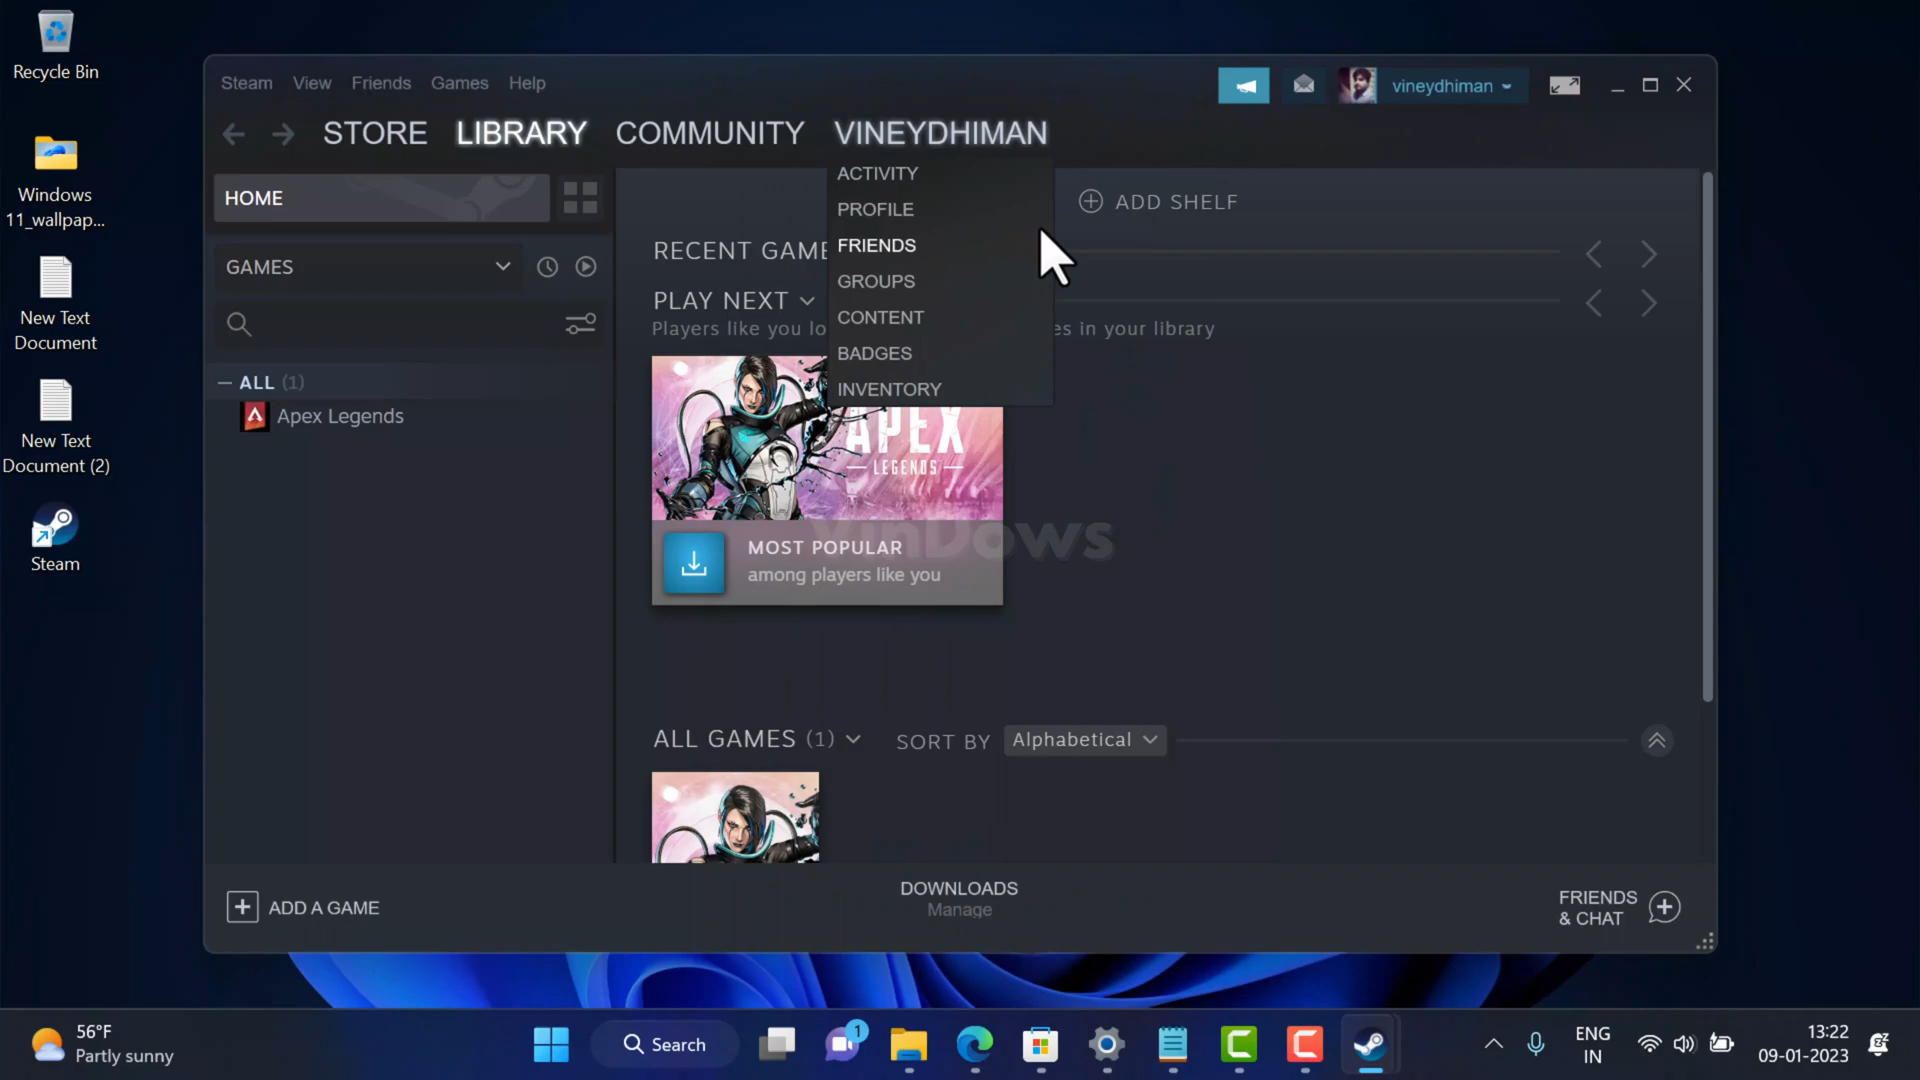 Recycle Bin
Windows
11_wallpap...
New Text
Document
New Text
Document (2)
Steam
Steam View Friends Games Help
vineydhiman
STORE LIBRARY COMMUNITY VINEYDHIMAN
ACTIVITY
PROFILE
FRIENDS
GROUPS
CONTENT
BADGES
INVENTORY
HOME
GAMES
ALL (1)
Apex Legends
ADD SHELF
RECENT GAME
PLAY NEXT
Players like you lo es in your library
APEX
LEGENDS
MOST POPULAR
among players like you
ALL GAMES (1) SORT BY Alphabetical
ADD A GAME
DOWNLOADS
Manage
FRIENDS
& CHAT
56°F
Partly sunny
Search
1
ENG
IN
13:22
09-01-2023